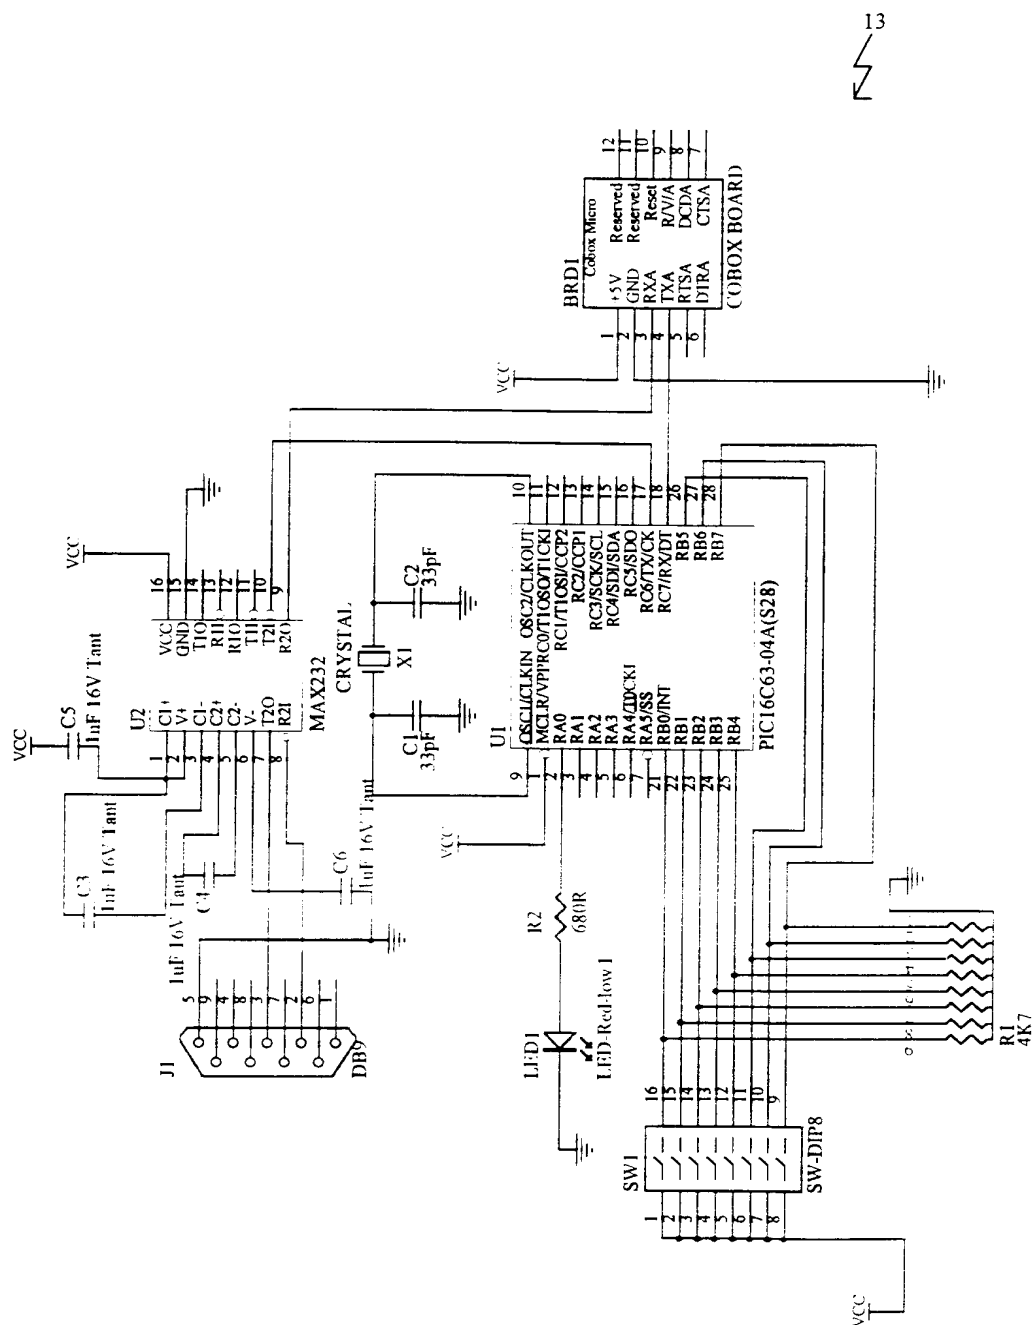 13
12
11
10
9
8
7
Reserved
Reserved
Reset
R/V/A
DCDA
CTSA
Cobox Micro
BRD1
+5V
GND
RXA
TXA
RTSA
DTRA
COBOX BOARD
1
2
3
4
5
6
VCC
VCC
16
15
14
13
12
11
10
9
VCC
GND
T1O
R1I
R1O
T1I
T2I
R2O
U2
C1+
V+
C1-
C2+
C2-
V-
T2O
R2I
MAX232
1
2
3
4
5
6
7
8
VCC
C5
1uF 16V Tant
C3
1uF 16V Tant
C4
1uF 16V Tant
C6
1uF 16V Tant
CRYSTAL
X1
C2
33pF
C1
33pF
10
11
12
13
14
15
16
17
18
26
27
28
U1
OSC1/CLKIN OSC2/CLKOUT
MCLR/VPP RC0/T1OSO/T1CKI
RA0 RC1/T1OSI/CCP2
RA1 RC2/CCP1
RA2 RC3/SCK/SCL
RA3 RC4/SDI/SDA
RA4/T0CKI RC5/SDO
RA5/SS RC6/TX/CK
RB0/INT RC7/RX/DT
RB1 RB5
RB2 RB6
RB3 RB7
RB4
PIC16C63-04A(S28)
9
1
2
3
4
5
6
7
21
22
23
24
25
VCC
R2
680R
LED1
LED-Red-low 1
J1
5
9
4
8
3
7
2
6
1
DB9
R1
4K7
16
15
14
13
12
11
10
9
SW1
SW-DIP8
1
2
3
4
5
6
7
8
VCC